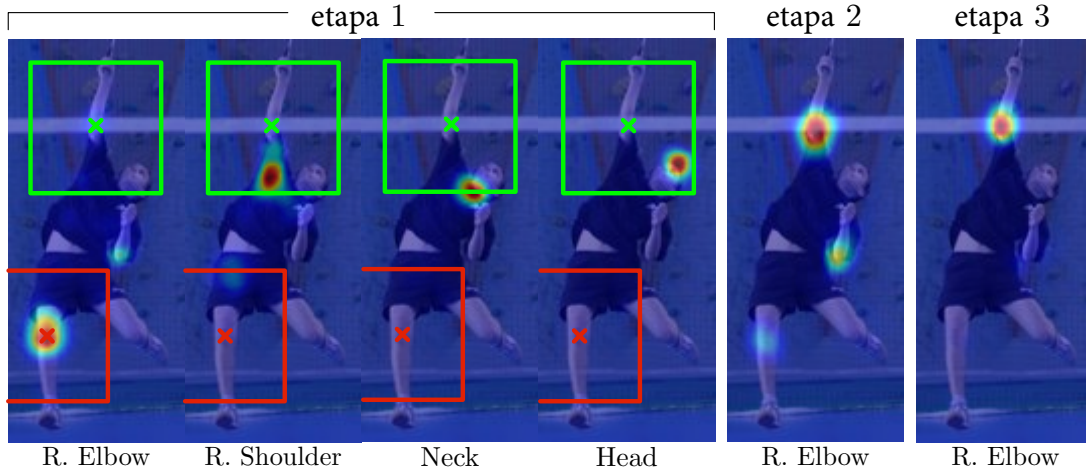 etapa 1 etapa 2 etapa 3
R. Elbow R. Shoulder Neck Head R. Elbow R. Elbow